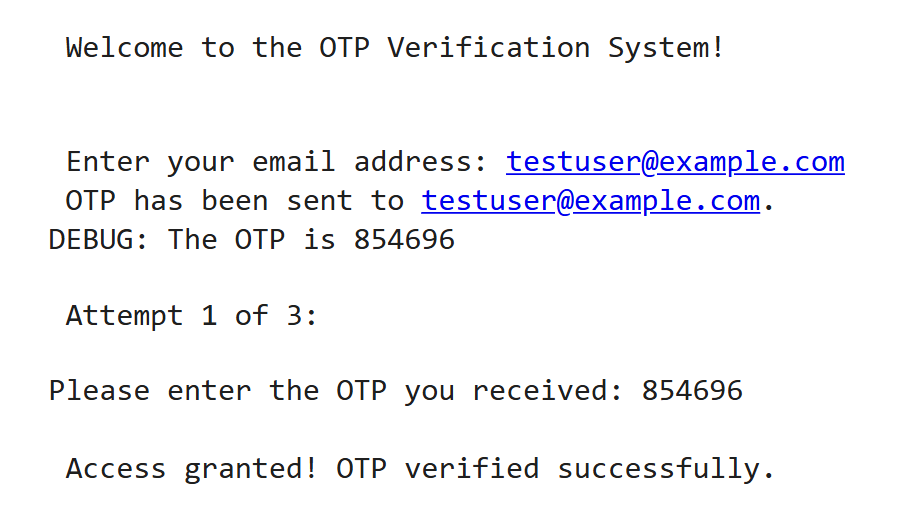 Welcome to the OTP Verification System!
Enter your email address: testuser@example.com
OTP has been sent to testuser@example.com.
DEBUG: The OTP is 854696
Attempt 1 of 3:
Please enter the OTP you received: 854696
Access granted! OTP verified successfully.